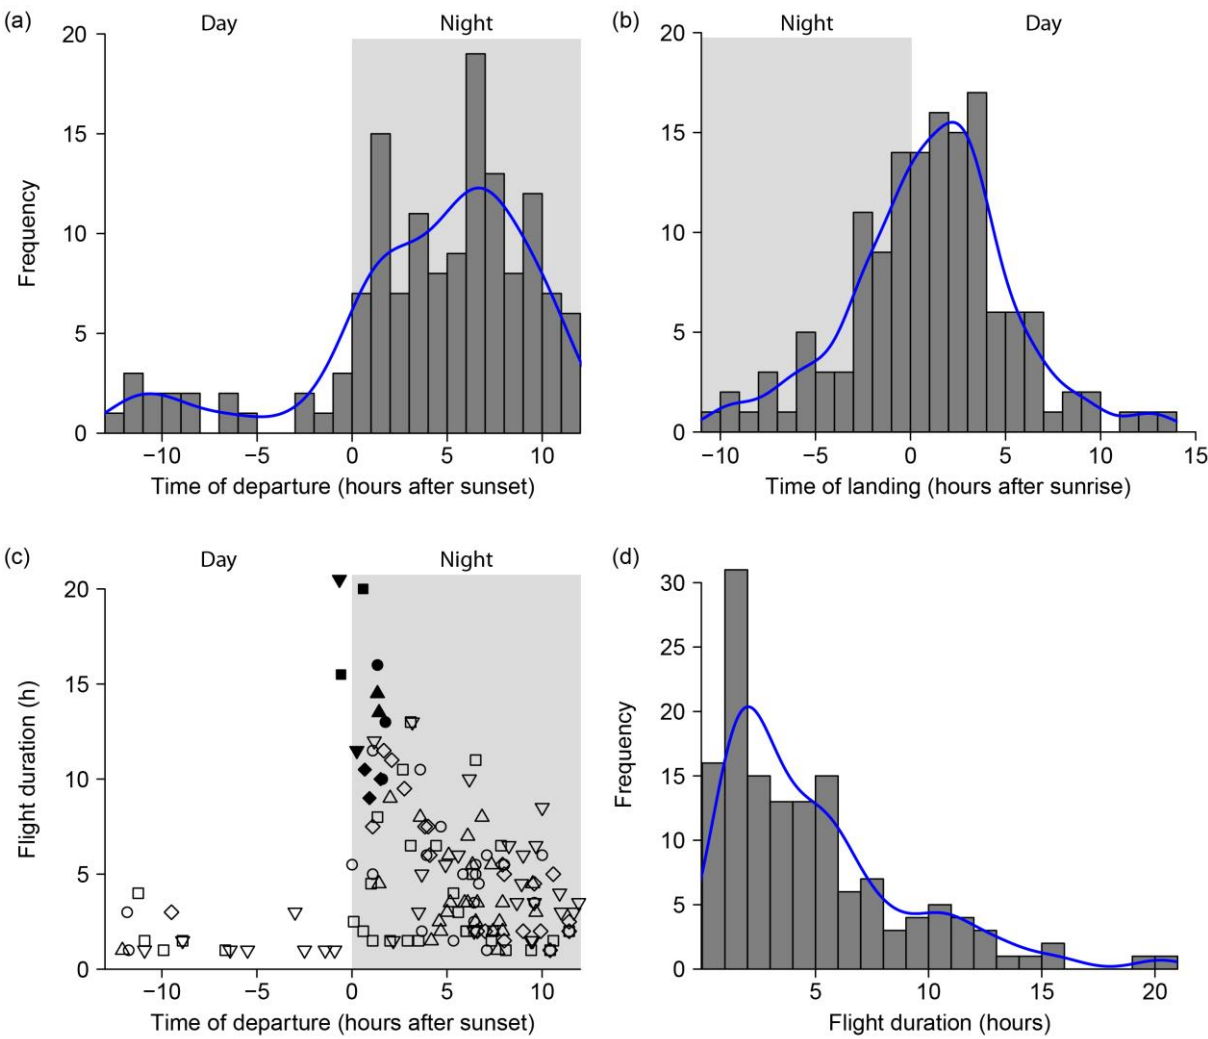 (a)
Day Night
20
15
10
5
0
Frequency
−10 −5 0 5 10
Time of departure (hours after sunset)
(b)
Night Day
20
15
10
5
0
−10 −5 0 5 10 15
Time of landing (hours after sunrise)
(c)
Day Night
20
15
10
5
0
Flight duration (h)
−10 −5 0 5 10
Time of departure (hours after sunset)
(d)
30
25
20
15
10
5
0
Frequency
5 10 15 20
Flight duration (hours)